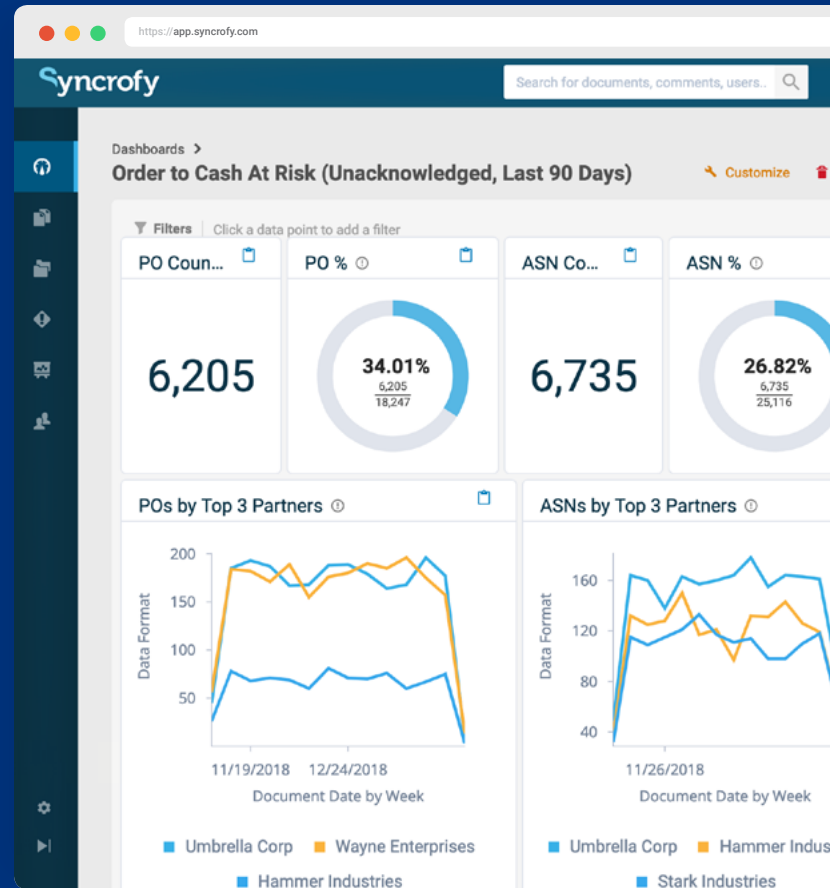 https://app.syncrofy.com
Syncrofy
Search for documents, comments, users..
Dashboards >
Order to Cash At Risk (Unacknowledged, Last 90 Days)
Customize
Filters
Click a data point to add a filter
PO Coun...
PO %
ASN Co...
ASN %
6,205
34.01%
6,205
18,247
6,735
26.82%
6,735
25,116
POs by Top 3 Partners
200
150
100
50
Data Format
11/19/2018 12/24/2018
Document Date by Week
Umbrella Corp
Wayne Enterprises
Hammer Industries
ASNs by Top 3 Partners
160
120
80
40
Data Format
11/26/2018
Document Date by Week
Umbrella Corp
Hammer Indus
Stark Industries